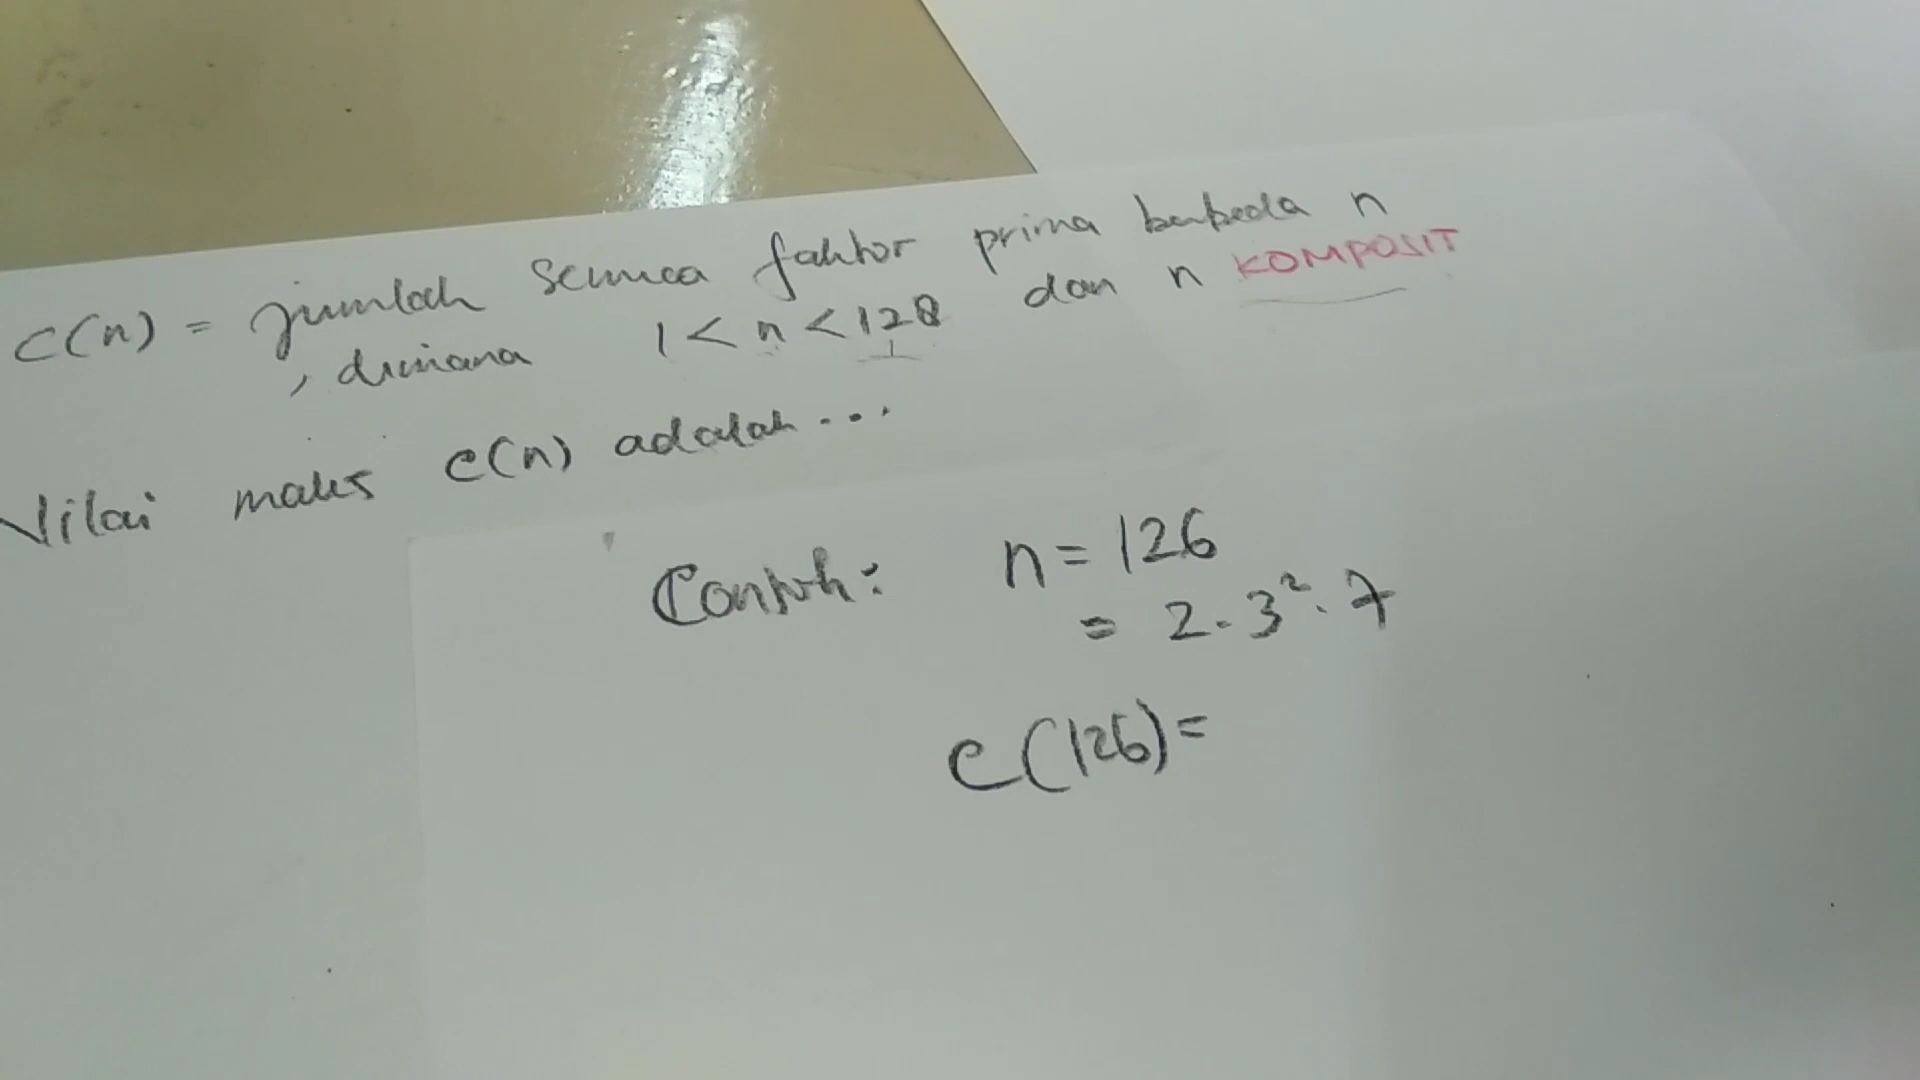 c(n) = jumlah semua faktor prima berbeda n
, dimana 1 < n < 128 dan n KOMPOSIT
Nilai maks c(n) adalah ...
Contoh: n = 126
= 2 . 3² . 7
c(126) =